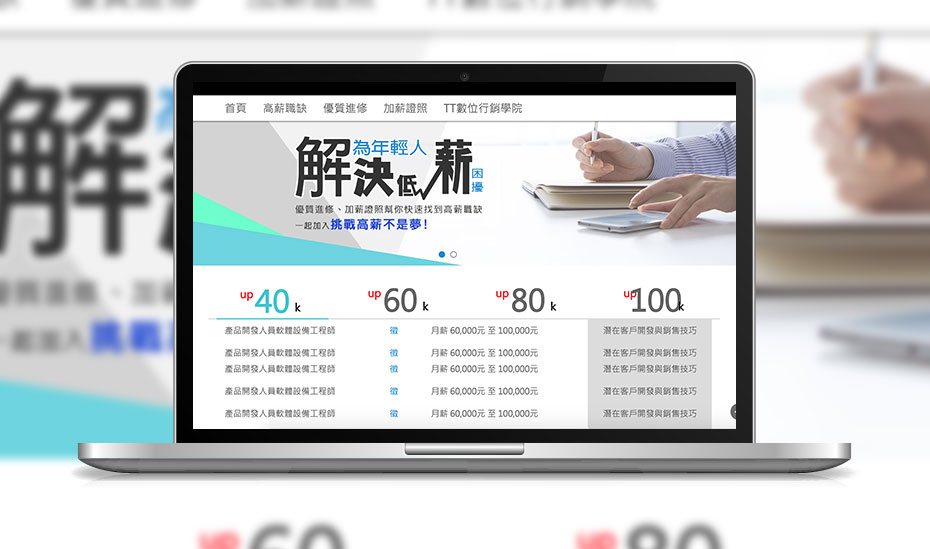 首頁 高薪職缺 優質進修 加薪證照 TT數位行銷學院
為年輕人
解決低薪困擾
優質進修、加薪證照幫你快速找到高薪職缺
一起加入挑戰高薪不是夢!
up 40 k up 60 k up 80 k up 100 k
產品開發人員軟體設備工程師 徵 月薪 60,000元 至 100,000元 潛在客戶開發與銷售技巧
產品開發人員軟體設備工程師 徵 月薪 60,000元 至 100,000元 潛在客戶開發與銷售技巧
產品開發人員軟體設備工程師 徵 月薪 60,000元 至 100,000元 潛在客戶開發與銷售技巧
產品開發人員軟體設備工程師 徵 月薪 60,000元 至 100,000元 潛在客戶開發與銷售技巧
產品開發人員軟體設備工程師 徵 月薪 60,000元 至 100,000元 潛在客戶開發與銷售技巧
up 60 up 80